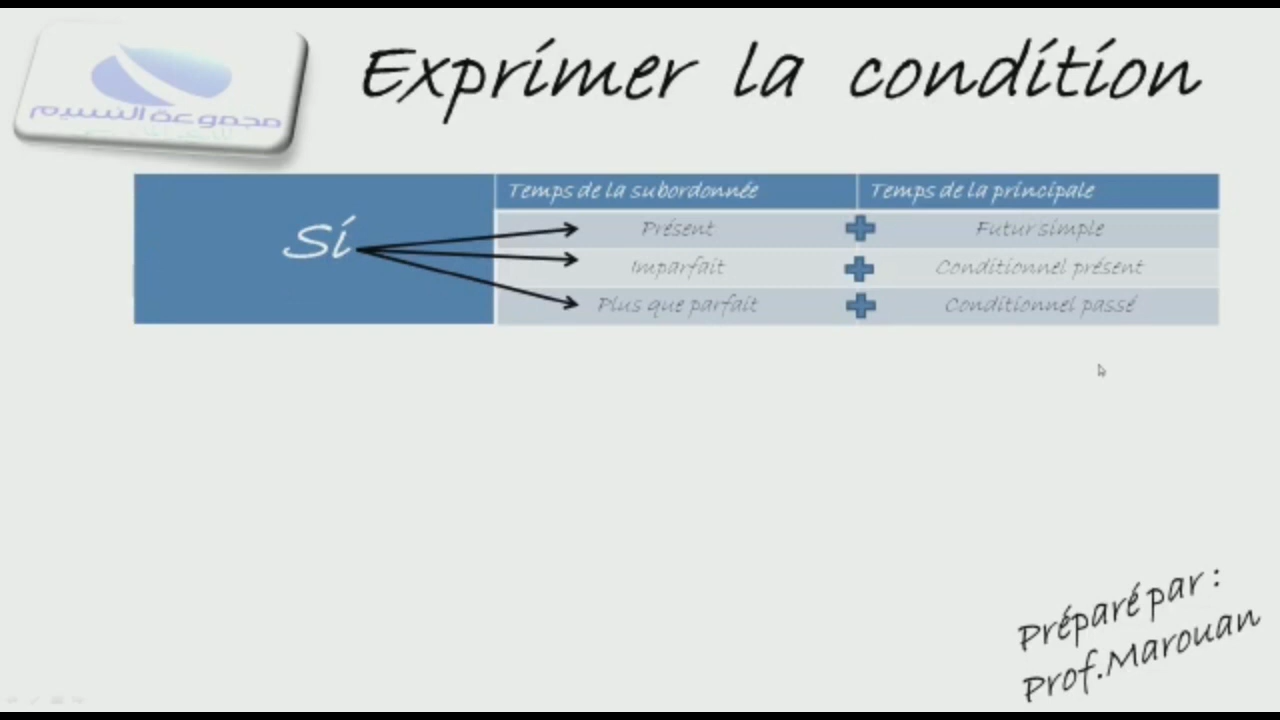 مجموعة النسيم
Exprimer la condition
Si
Temps de la subordonnée
Temps de la principale
Présent
Futur simple
Imparfait
Conditionnel présent
Plus que parfait
Conditionnel passé
Préparé par :
Prof.Marouan